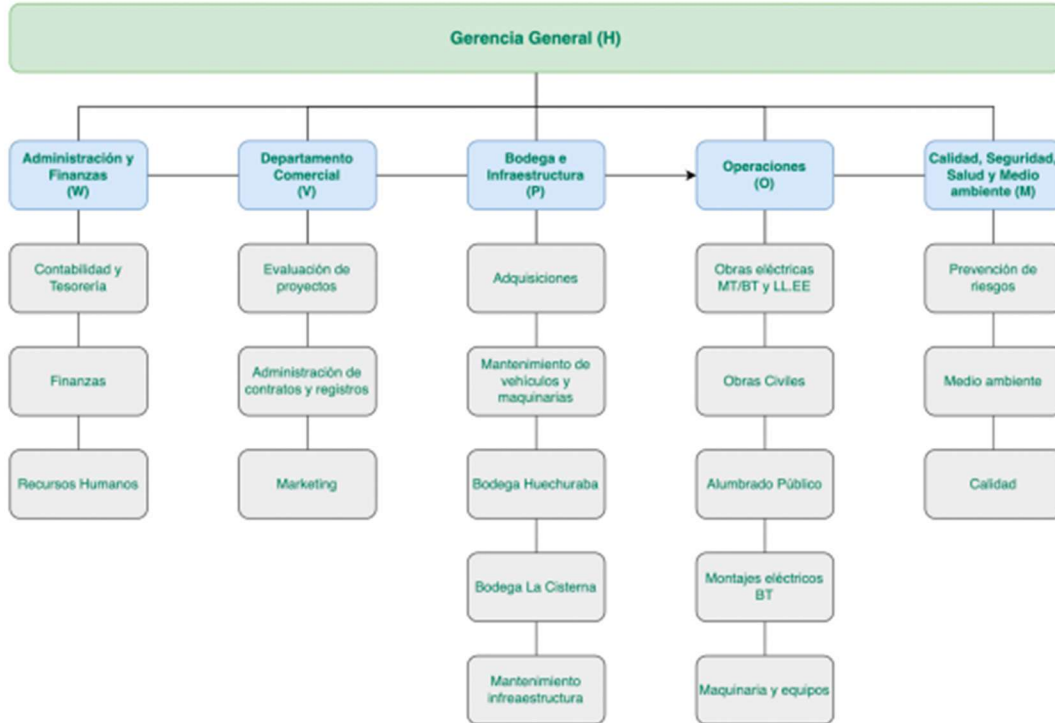 Gerencia General (H)
Administración y
Finanzas
(W)
Departamento
Comercial
(V)
Bodega e
Infraestructura
(P)
Operaciones
(O)
Calidad, Seguridad,
Salud y Medio
ambiente (M)
Contabilidad y
Tesorería
Evaluación de
proyectos
Adquisiciones
Obras eléctricas
MT/BT y LL.EE
Prevención de
riesgos
Finanzas
Administración de
contratos y registros
Mantenimiento de
vehículos y
maquinarias
Obras Civiles
Medio ambiente
Recursos Humanos
Marketing
Bodega Huechuraba
Alumbrado Público
Calidad
Bodega La Cisterna
Montajes eléctricos
BT
Mantenimiento
infreaestructura
Maquinaria y equipos